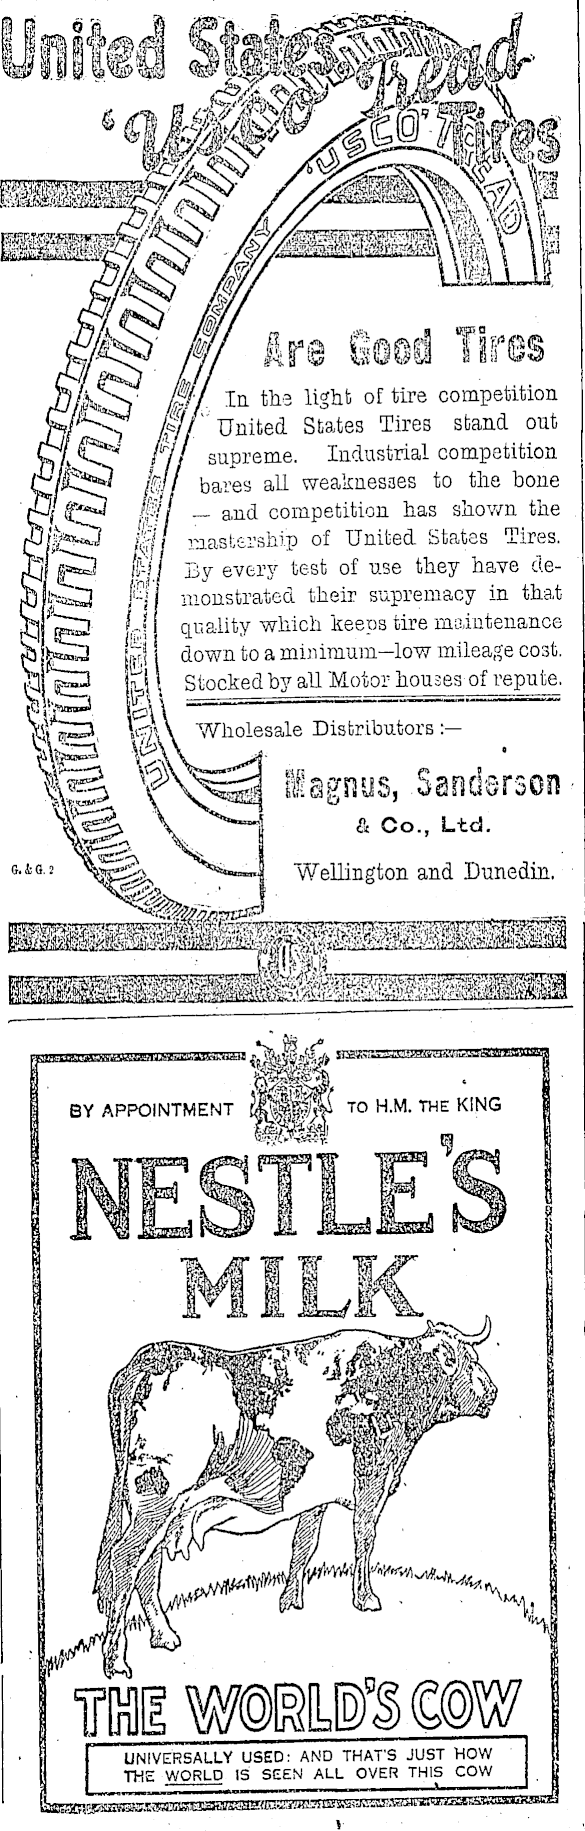 United States
'Usco' Tread
Tires
'USCO' TREAD
UNITED STATES TIRE COMPANY
Are Good Tires
In the light of tire competition
United States Tires stand out
supreme. Industrial competition
bares all weaknesses to the bone
— and competition has shown the
mastership of United States Tires.
By every test of use they have de-
monstrated their supremacy in that
quality which keeps tire maintenance
down to a minimum—low mileage cost.
Stocked by all Motor houses of repute.
Wholesale Distributors :—
Magnus, Sanderson
& Co., Ltd.
Wellington and Dunedin.
G. & G. 2
US
BY APPOINTMENT TO H.M. THE KING
NESTLE'S
MILK
THE WORLD'S COW
UNIVERSALLY USED: AND THAT'S JUST HOW
THE WORLD IS SEEN ALL OVER THIS COW